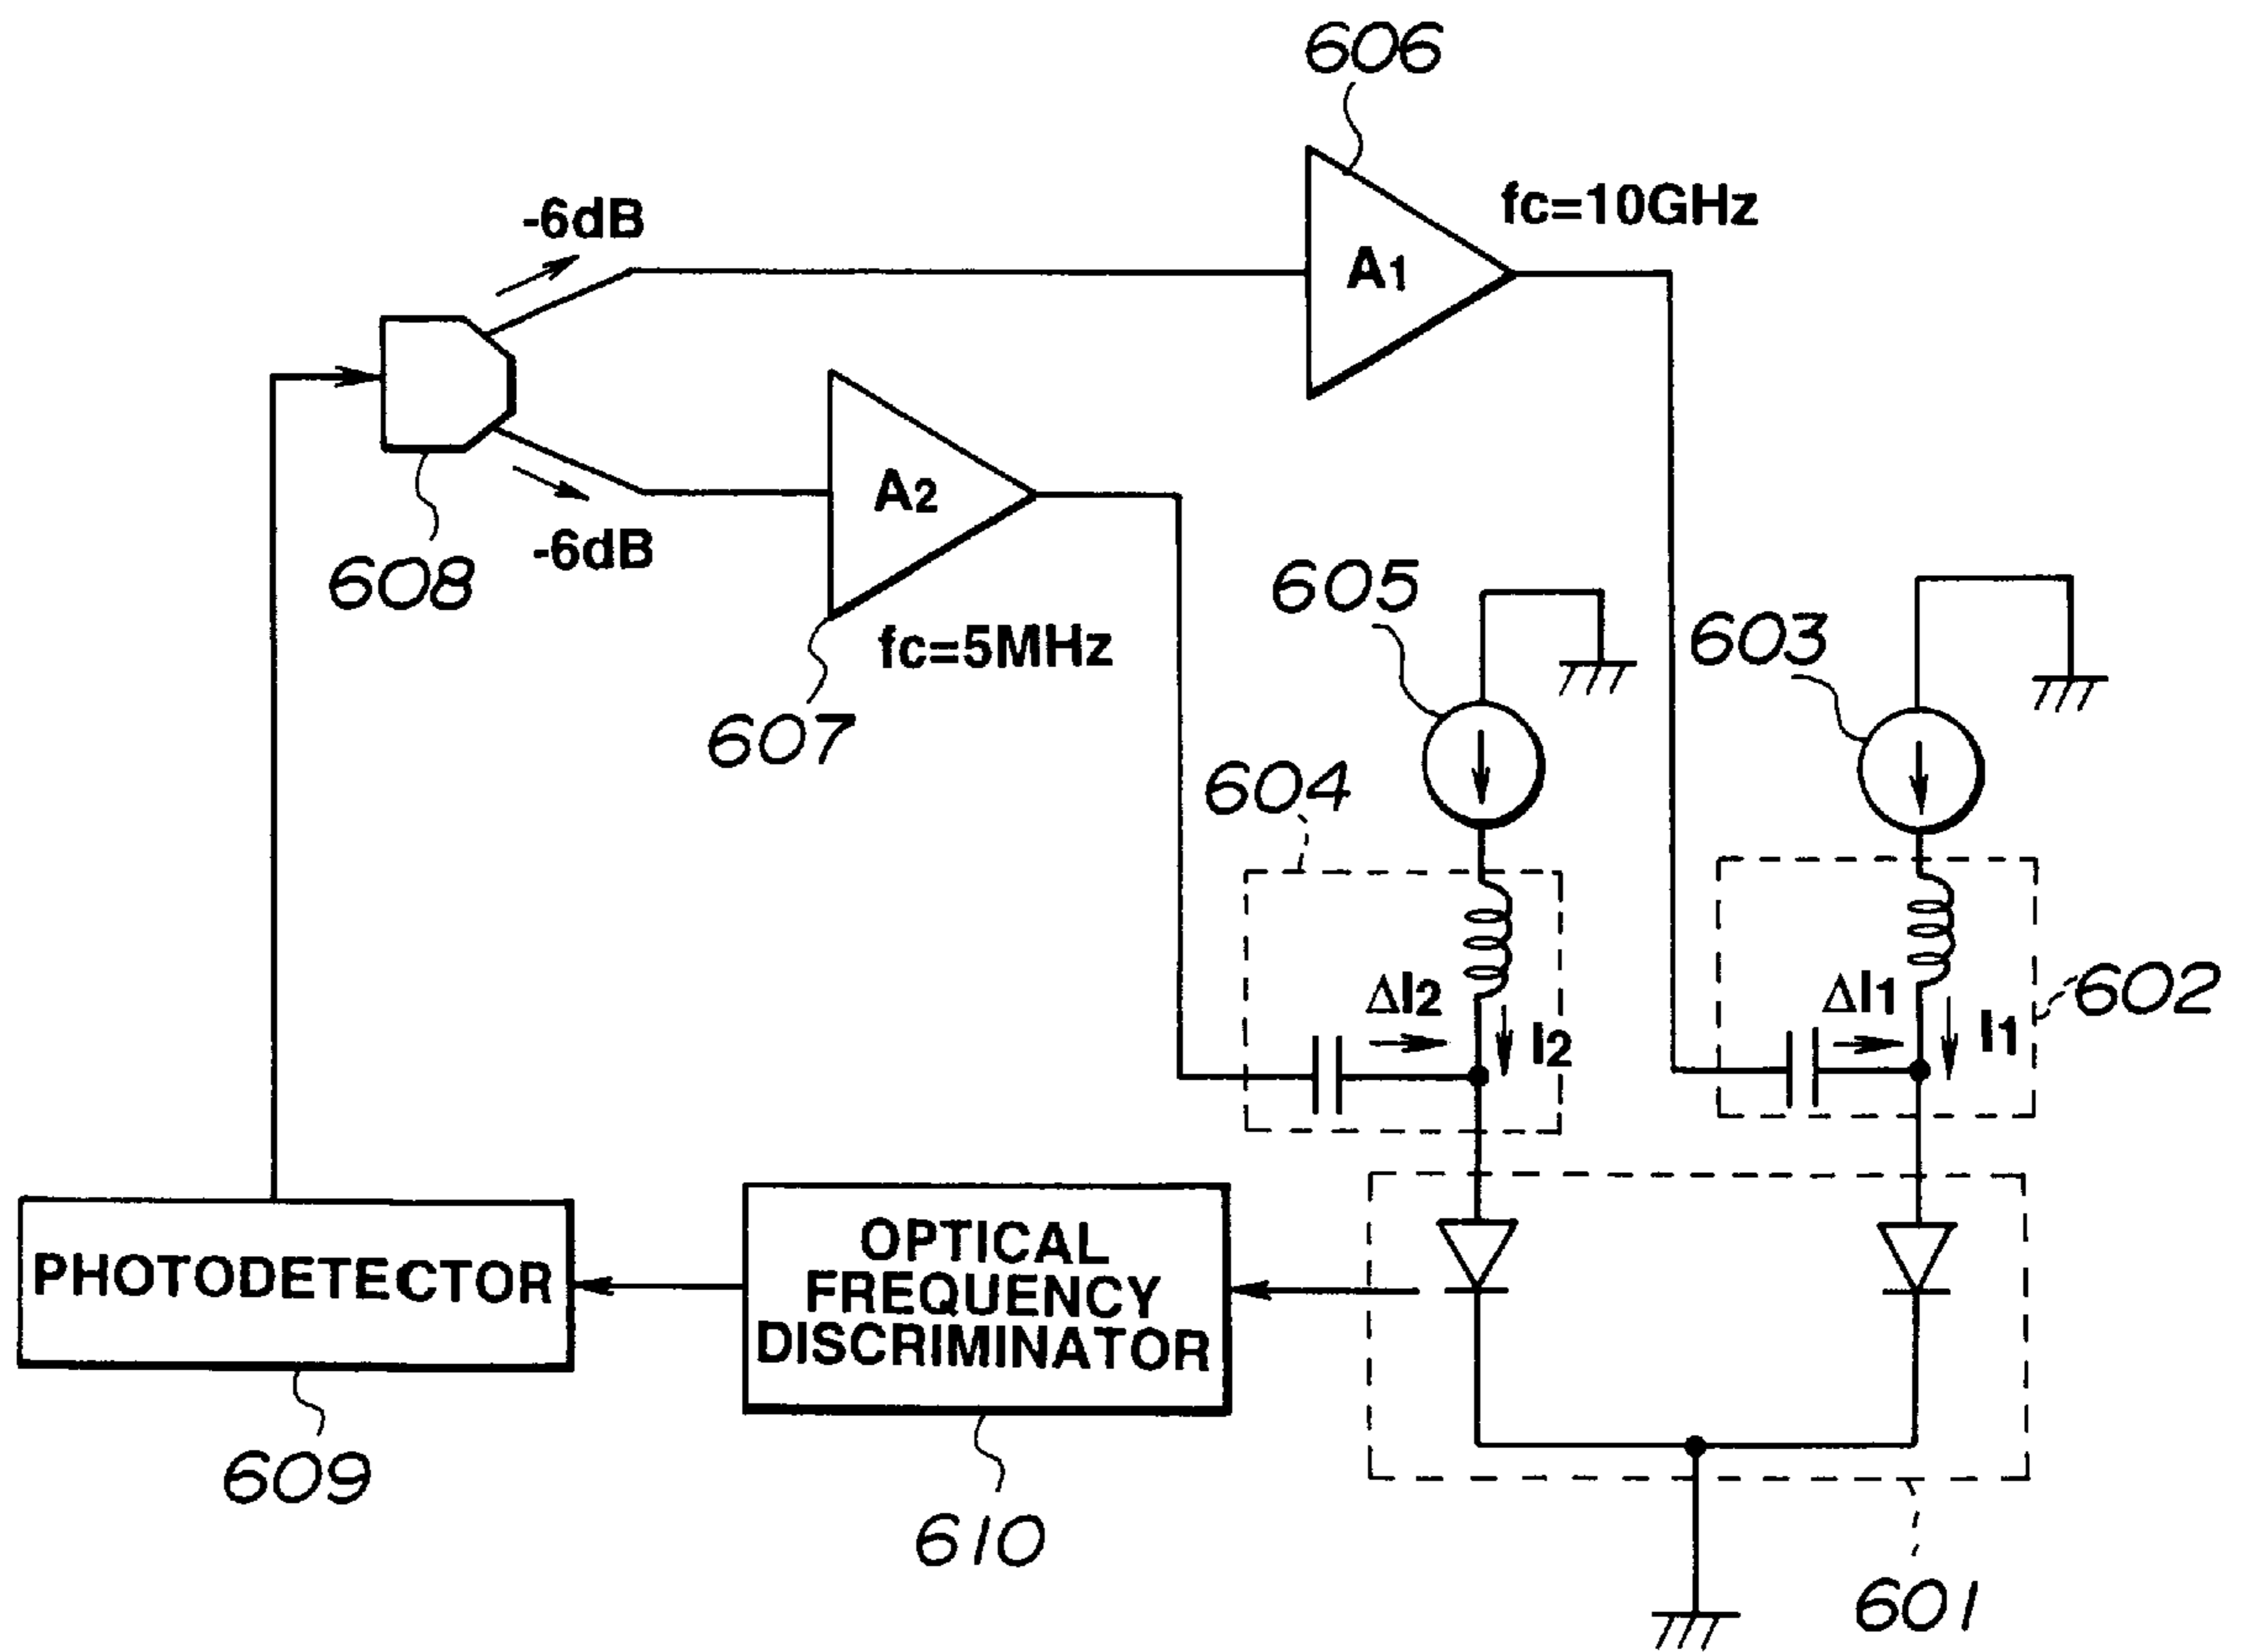 606
-6dB
fc=10GHz
A1
A2
-6dB
608
605
603
fc=5MHz
607
604
ΔI2
I2
ΔI1
I1
602
PHOTODETECTOR
OPTICAL
FREQUENCY
DISCRIMINATOR
609
610
601